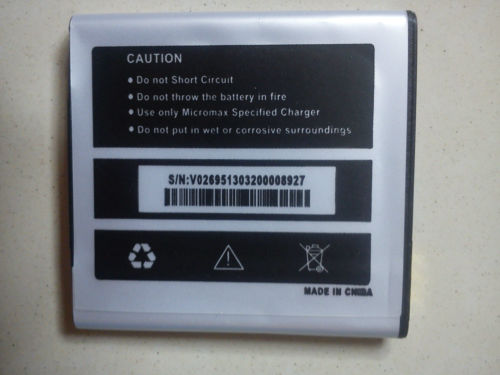 CAUTION
● Do not Short Circuit
● Do not throw the battery in fire
● Use only Micromax Specified Charger
● Do not put in wet or corrosive surroundings
S/N:V026951303200008927
MADE IN CHINA